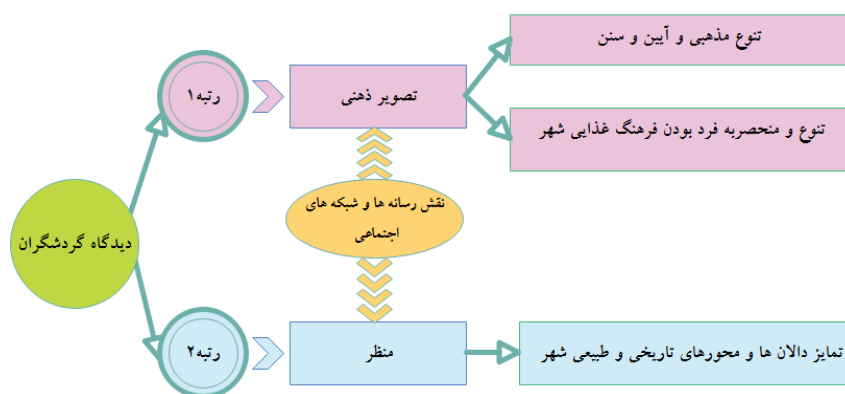 تنوع مذهبی و آیین و سنن
رتبه۱
تصویر ذهنی
تنوع و منحصربه فرد بودن فرهنگ غذایی شهر
نقش رسانه ها و شبکه های
اجتماعی
دیدگاه گردشگران
رتبه۲
منظر
تمایز دالان ها و محورهای تاریخی و طبیعی شهر